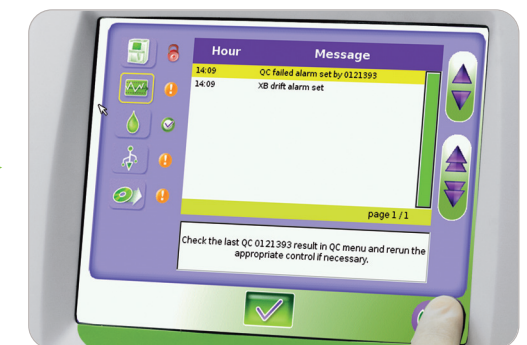 Hour Message
14:09 QC failed alarm set by 0121393
14:09 XB drift alarm set
page 1 / 1
Check the last QC 0121393 result in QC menu and rerun the
appropriate control if necessary.